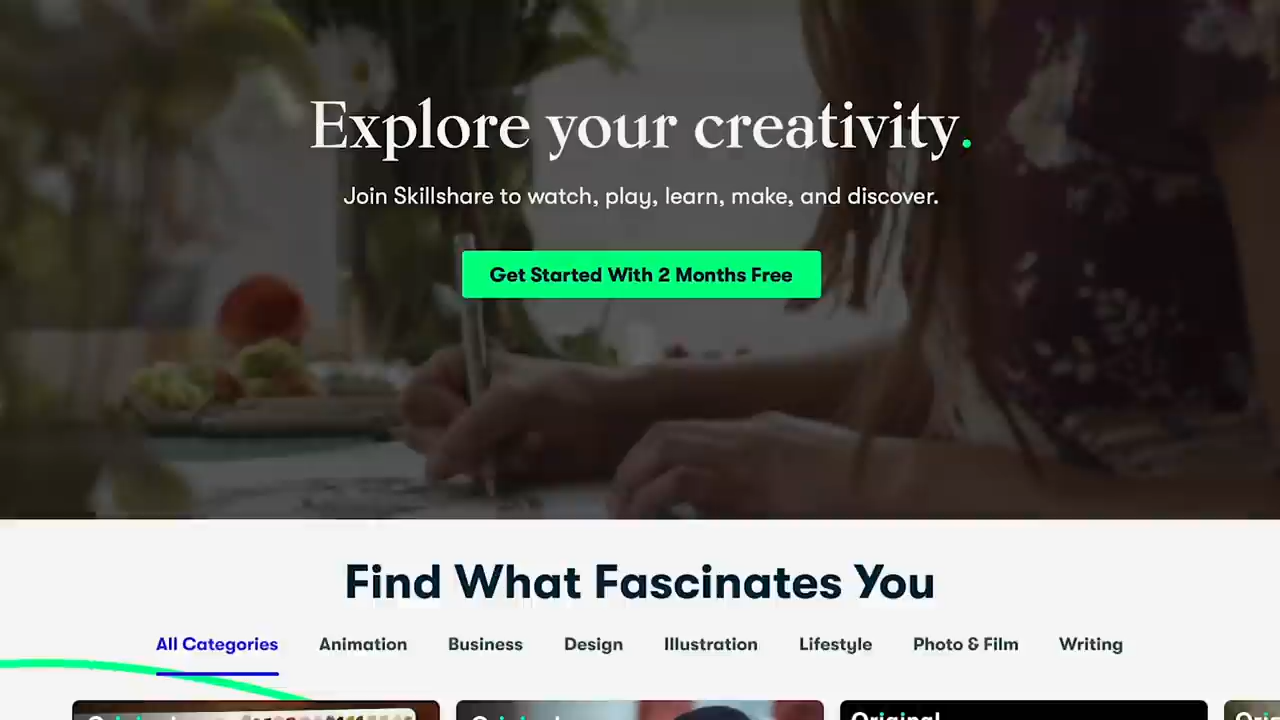 Explore your creativity.
Join Skillshare to watch, play, learn, make, and discover.
Get Started With 2 Months Free
Find What Fascinates You
All Categories Animation Business Design Illustration Lifestyle Photo & Film Writing
Original